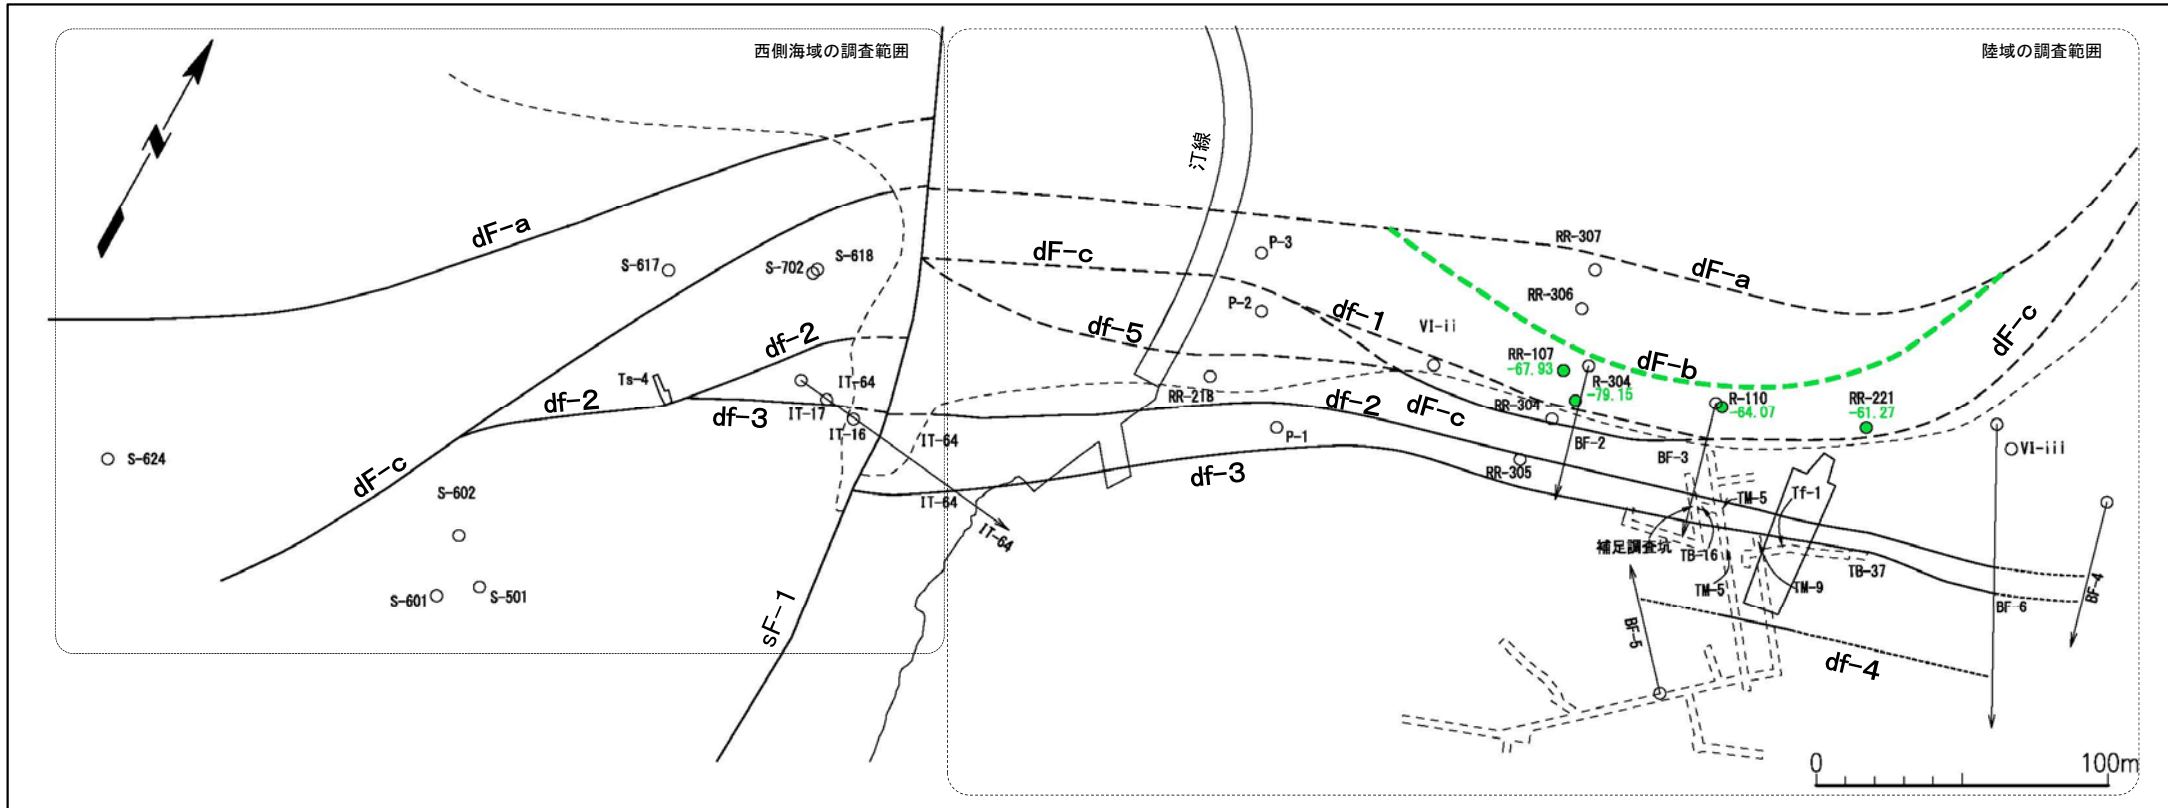 西側海域の調査範囲
陸域の調査範囲
N
汀線
dF-a
S-617
S-702
S-618
dF-c
P-3
P-2
RR-307
RR-306
dF-a
df-1
VI-ii
df-5
df-2
Ts-4
df-2
df-3
IT-64
IT-17
IT-16
RR-218
RR-107
-67.93
R-304
-79.15
dF-b
dF-c
R-110
-64.07
RR-221
-61.27
RR-304
dF-c
df-2
BF-2
BF-3
VI-iii
IT-64
P-1
RR-305
df-3
S-624
dF-c
S-602
IT-64
IT-64
TM-5
Tf-1
補足調査坑
TB-16
TB-37
TM-5
TM-9
BF-4
BF-6
S-601
S-501
sF-1
BF-5
df-4
0 100m